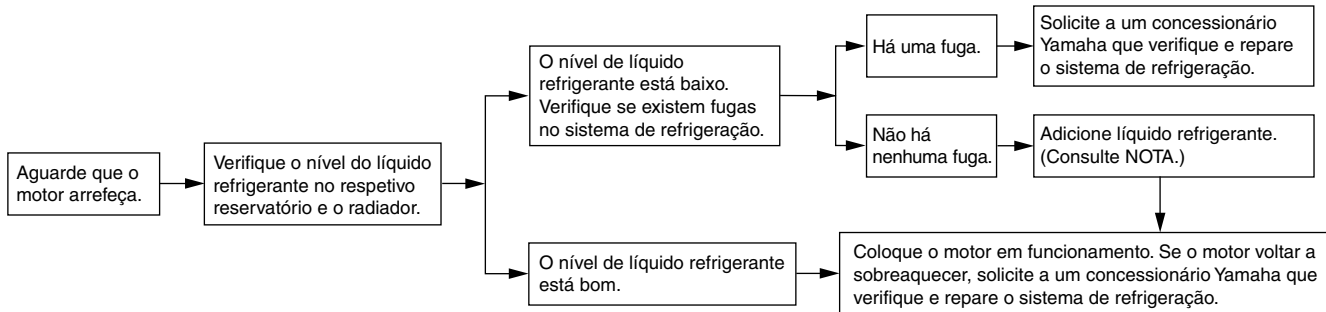 Aguarde que o
motor arrefeça.
Verifique o nível do líquido
refrigerante no respetivo
reservatório e o radiador.
O nível de líquido
refrigerante está baixo.
Verifique se existem fugas
no sistema de refrigeração.
Há uma fuga.
Solicite a um concessionário
Yamaha que verifique e repare
o sistema de refrigeração.
Não há
nenhuma fuga.
Adicione líquido refrigerante.
(Consulte NOTA.)
O nível de líquido refrigerante
está bom.
Coloque o motor em funcionamento. Se o motor voltar a
sobreaquecer, solicite a um concessionário Yamaha que
verifique e repare o sistema de refrigeração.